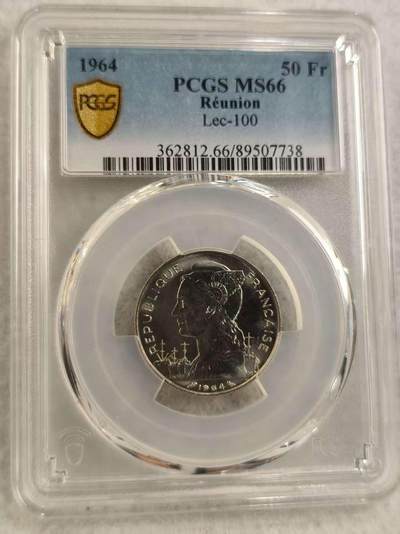 1964 50 Fr
PCGS PCGS MS66
Réunion
Lec-100
362812.66/89507738
REPUBLIQUE FRANÇAISE
1964